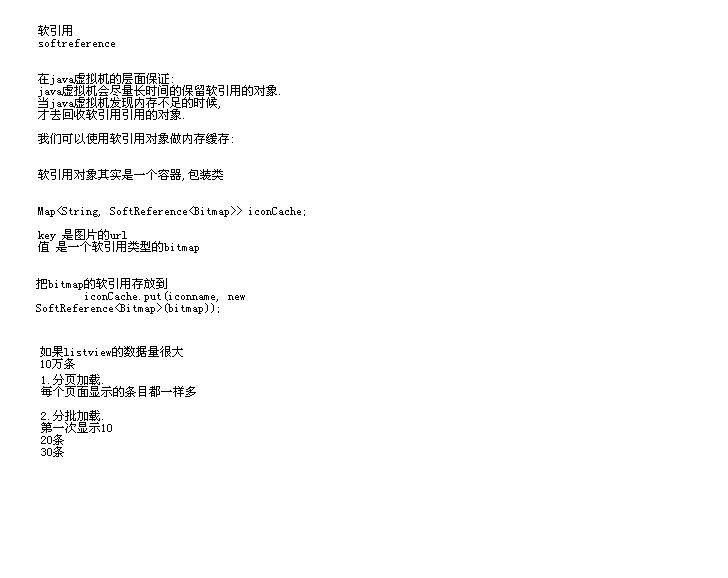 软引用
softreference
在java虚拟机的层面保证:
java虚拟机会尽量长时间的保留软引用的对象.
当java虚拟机发现内存不足的时候,
才去回收软引用引用的对象.
我们可以使用软引用对象做内存缓存:
软引用对象其实是一个容器,包装类
Map<String, SoftReference<Bitmap>> iconCache;
key 是图片的url
值 是一个软引用类型的bitmap
把bitmap的软引用存放到
iconCache.put(iconname, new
SoftReference<Bitmap>(bitmap));
如果listview的数据量很大
10万条
1.分页加载.
每个页面显示的条目都一样多
2.分批加载.
第一次显示10
20条
30条